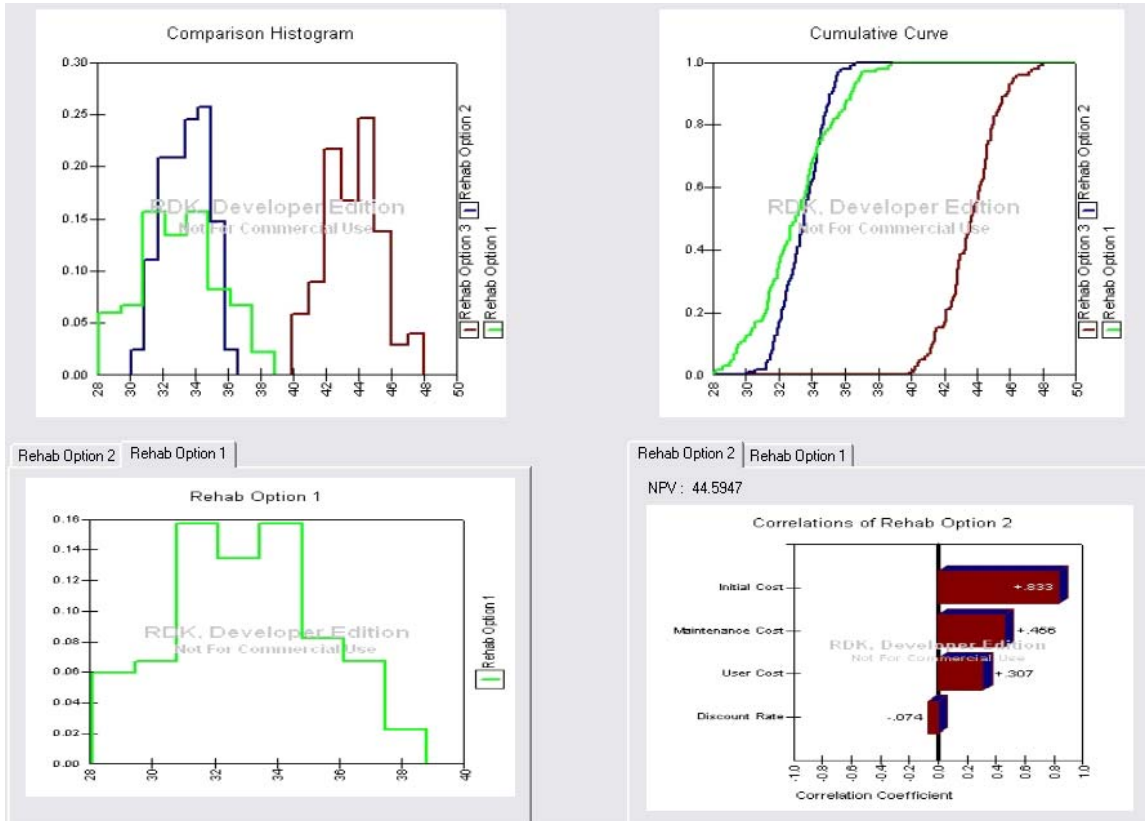 Comparison Histogram
0.30
0.25
0.20
0.15
0.10
0.05
0.00
28 30 32 34 36 38 40 42 44 46 48 50
RDK, Developer Edition
Not For Commercial Use
Rehab Option 3
Rehab Option 2
Rehab Option 1
Cumulative Curve
1.0
0.8
0.6
0.4
0.2
0.0
28 30 32 34 36 38 40 42 44 46 48 50
RDK, Developer Edition
Not For Commercial Use
Rehab Option 3
Rehab Option 2
Rehab Option 1
Rehab Option 2 Rehab Option 1
Rehab Option 1
0.16
0.14
0.12
0.10
0.08
0.06
0.04
0.02
0.00
28 30 32 34 36 38 40
RDK, Developer Edition
Not For Commercial Use
Rehab Option 1
Rehab Option 2 Rehab Option 1
NPV : 44.5947
Correlations of Rehab Option 2
Initial Cost +.833
Maintenance Cost
RDK, Developer Edition
Not For Commercial Use
User Cost +.307
Discount Rate -.074
-1.0 -0.8 -0.6 -0.4 -0.2 0.0 0.2 0.4 0.6 0.8 1.0
Correlation Coefficient